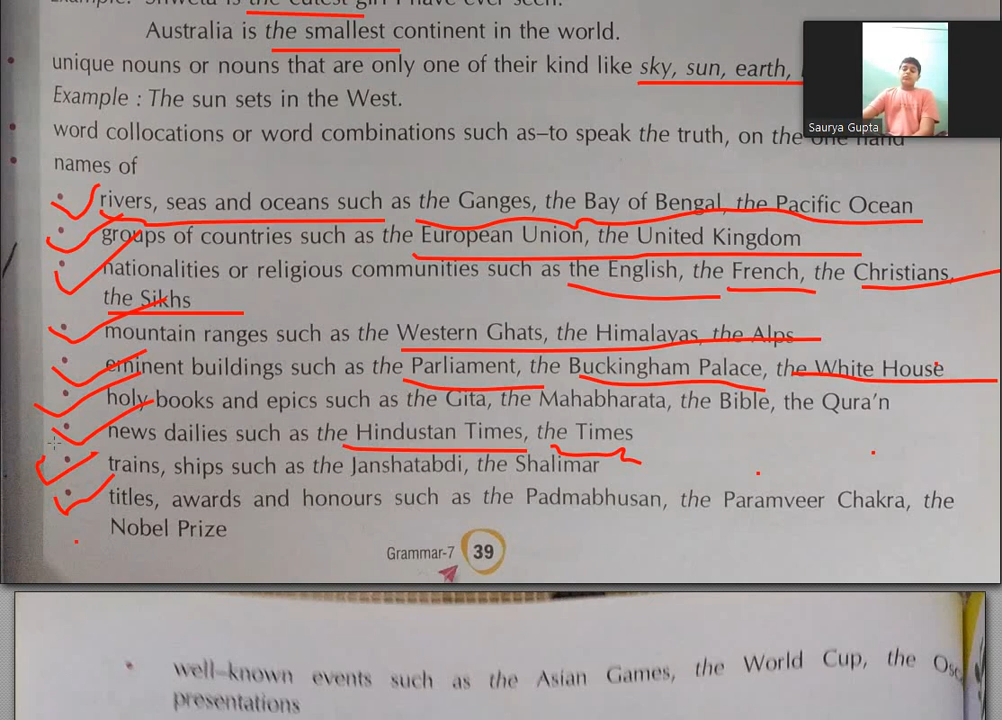 Example: Shweta is the cutest girl I have ever seen.
Australia is the smallest continent in the world.
unique nouns or nouns that are only one of their kind like sky, sun, earth,
Example : The sun sets in the West.
word collocations or word combinations such as–to speak the truth, on the one hand
Saurya Gupta
names of
rivers, seas and oceans such as the Ganges, the Bay of Bengal, the Pacific Ocean
groups of countries such as the European Union, the United Kingdom
nationalities or religious communities such as the English, the French, the Christians,
the Sikhs
mountain ranges such as the Western Ghats, the Himalayas, the Alps
eminent buildings such as the Parliament, the Buckingham Palace, the White House
holy books and epics such as the Gita, the Mahabharata, the Bible, the Qura’n
news dailies such as the Hindustan Times, the Times
trains, ships such as the Janshatabdi, the Shalimar
titles, awards and honours such as the Padmabhusan, the Paramveer Chakra, the
Nobel Prize
Grammar-7 39
well–known events such as the Asian Games, the World Cup, the
presentations